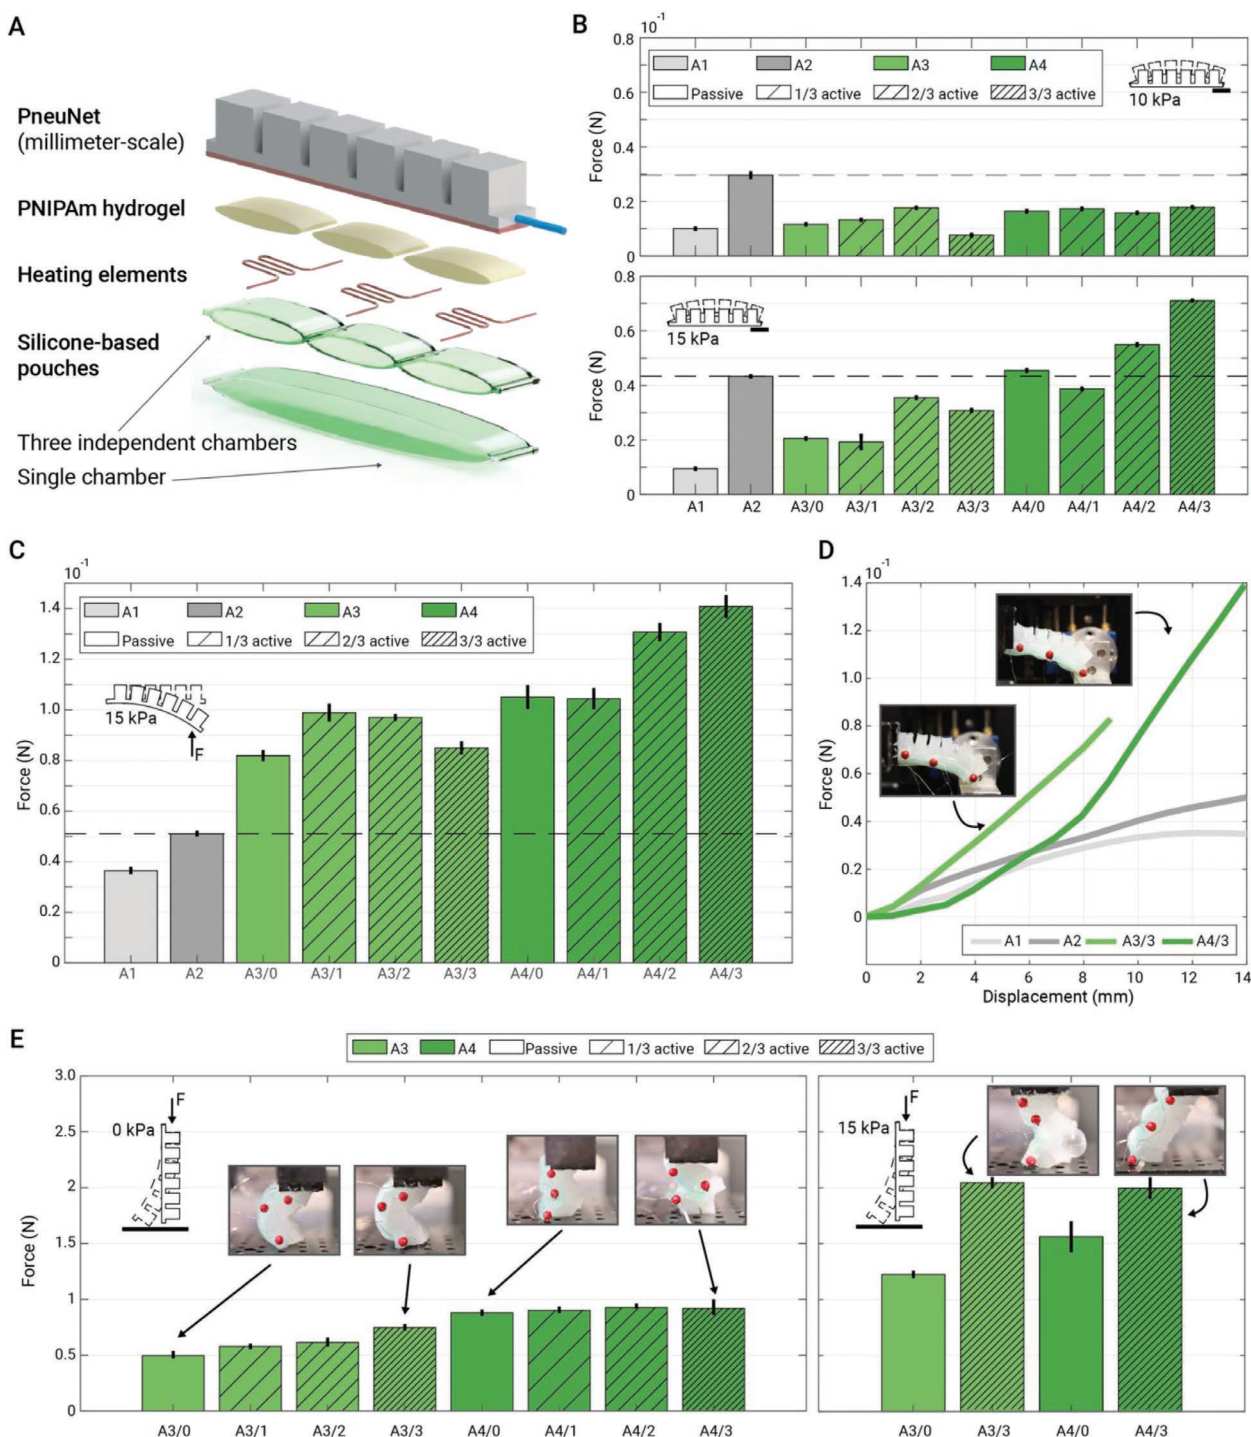 A
PneuNet
(millimeter-scale)
PNIPAm hydrogel
Heating elements
Silicone-based
pouches
Three independent chambers
Single chamber
B
10⁻¹
A1 A2 A3 A4
Passive 1/3 active 2/3 active 3/3 active
10 kPa
Force (N)
0.8
0.6
0.4
0.2
0
15 kPa
Force (N)
0.8
0.6
0.4
0.2
0
A1 A2 A3/0 A3/1 A3/2 A3/3 A4/0 A4/1 A4/2 A4/3
C
10⁻¹
A1 A2 A3 A4
Passive 1/3 active 2/3 active 3/3 active
15 kPa
F
Force (N)
1.4
1.2
1.0
0.8
0.6
0.4
0.2
0
A1 A2 A3/0 A3/1 A3/2 A3/3 A4/0 A4/1 A4/2 A4/3
D
10⁻¹
Force (N)
1.4
1.2
1.0
0.8
0.6
0.4
0.2
0
A1 A2 A3/3 A4/3
0 2 4 6 8 10 12 14
Displacement (mm)
E
A3 A4 Passive 1/3 active 2/3 active 3/3 active
F
0 kPa
Force (N)
3.0
2.5
2
1.5
1
0.5
0
A3/0 A3/1 A3/2 A3/3 A4/0 A4/1 A4/2 A4/3
F
15 kPa
A3/0 A3/3 A4/0 A4/3